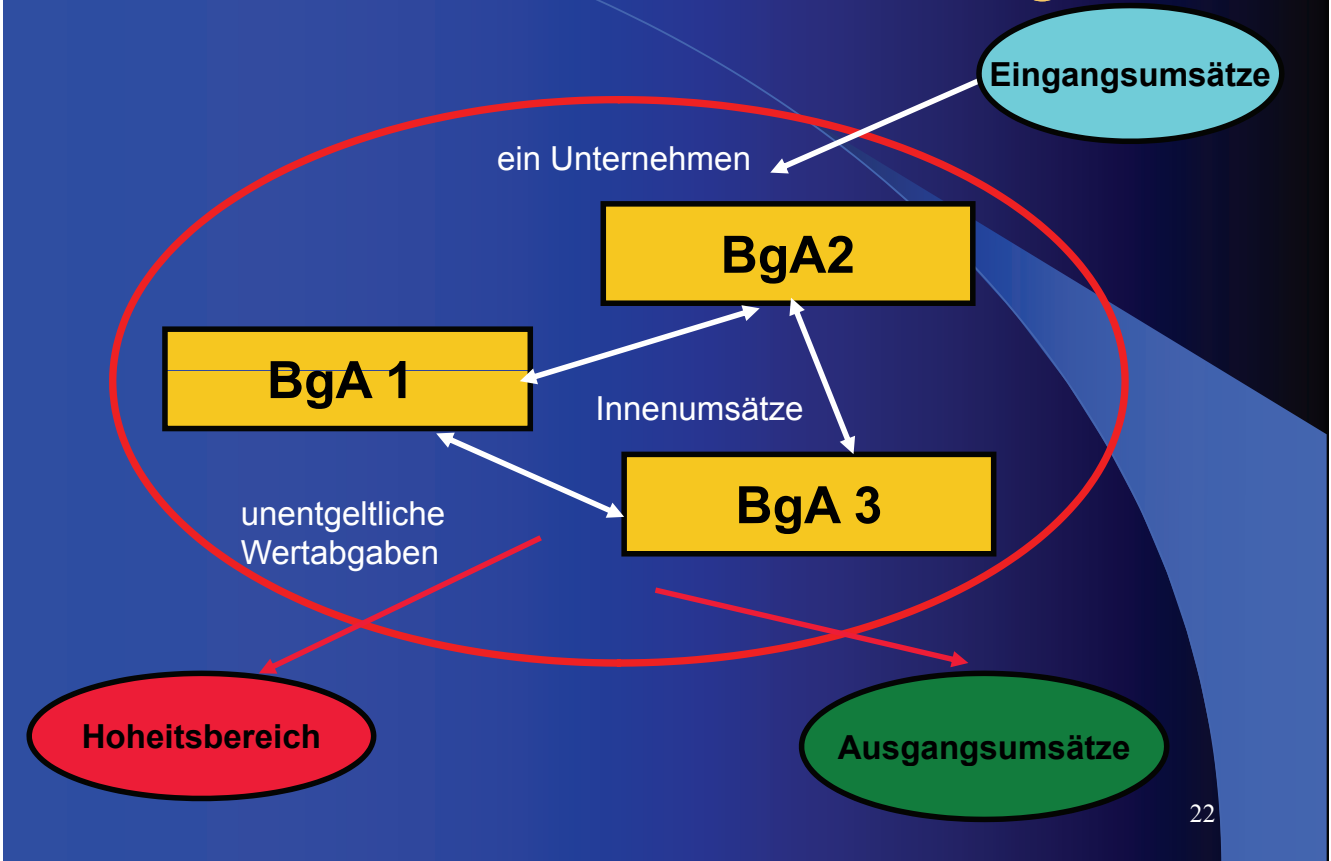 Eingangsumsätze
ein Unternehmen
BgA2
BgA 1
Innenumsätze
BgA 3
unentgeltliche
Wertabgaben
Hoheitsbereich
Ausgangsumsätze
22